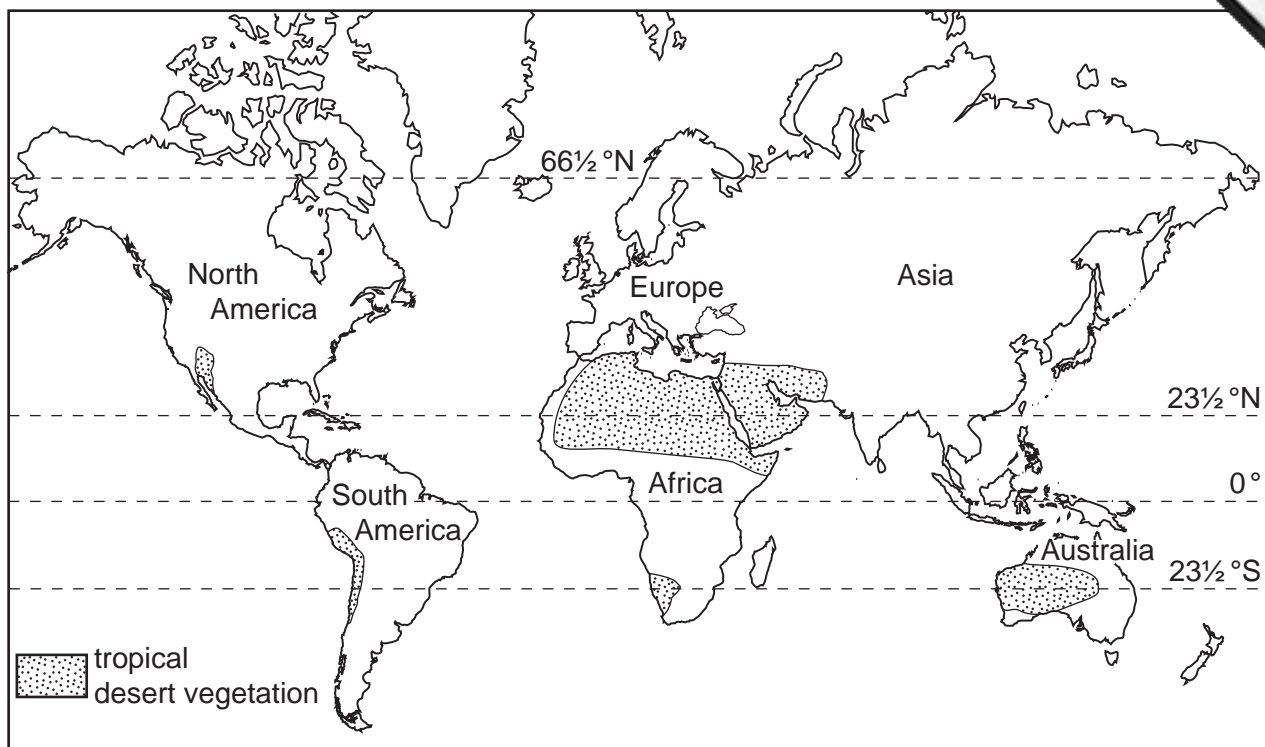 66½ °N
North
America
Europe
Asia
23½ °N
Africa
0°
South
America
Australia
23½ °S
tropical
desert vegetation